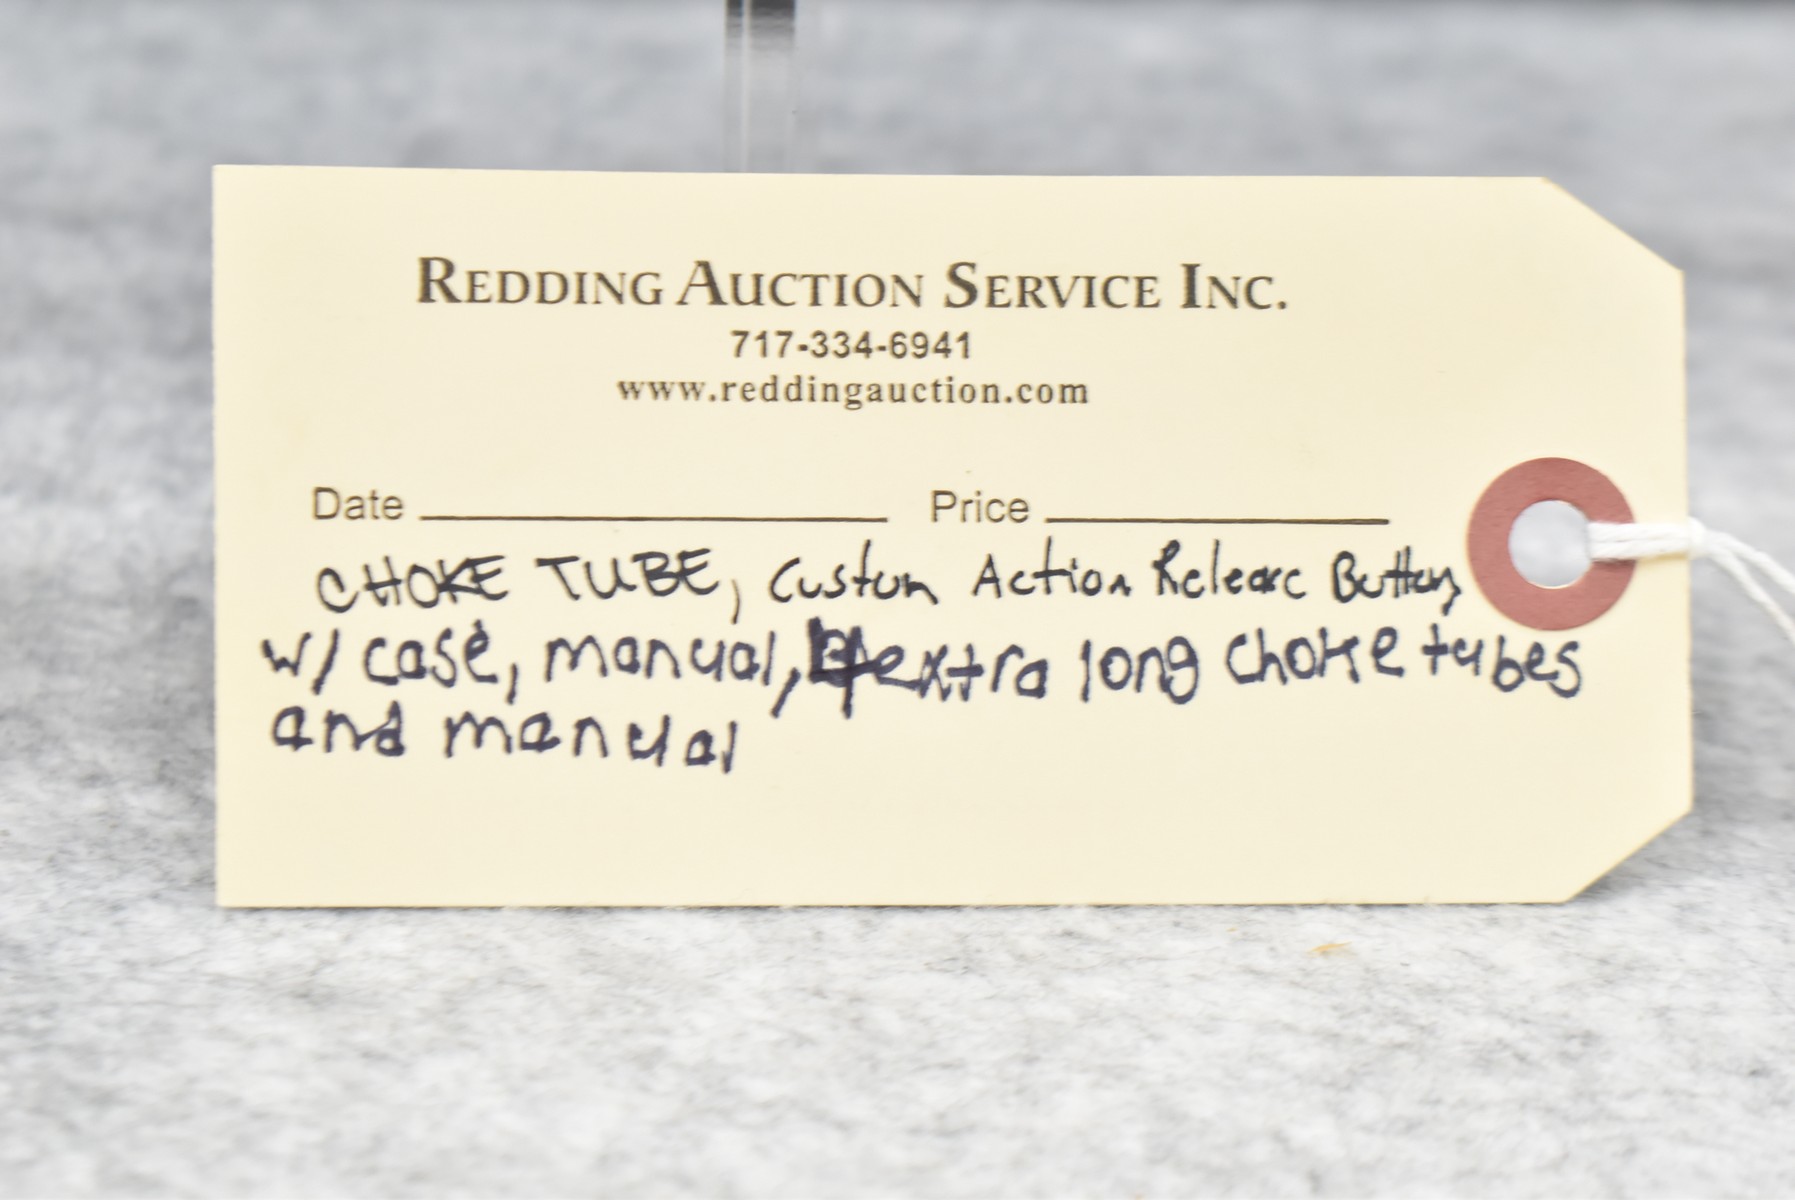 REDDING AUCTION SERVICE INC.
717-334-6941
www.reddingauction.com
Date Price
CHOKE TUBE, Custom Action Release Button,
w/ case, manual, 4 extra long choke tubes
and manual